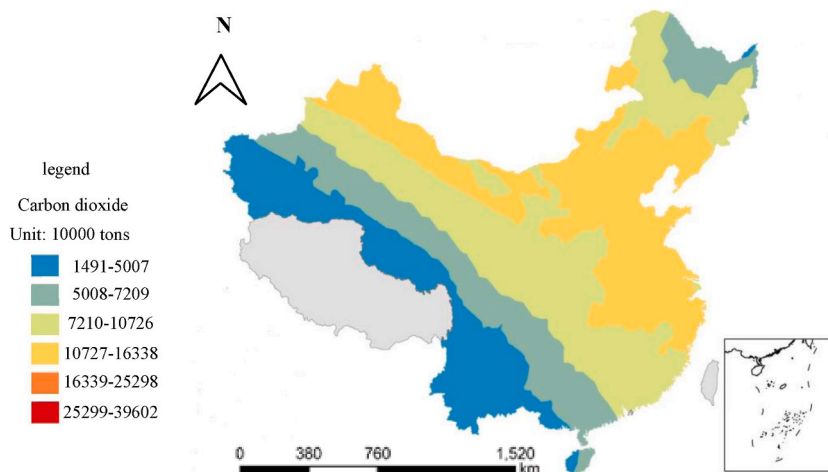 N
legend
Carbon dioxide
Unit: 10000 tons
1491-5007
5008-7209
7210-10726
10727-16338
16339-25298
25299-39602
0 380 760 1,520
km